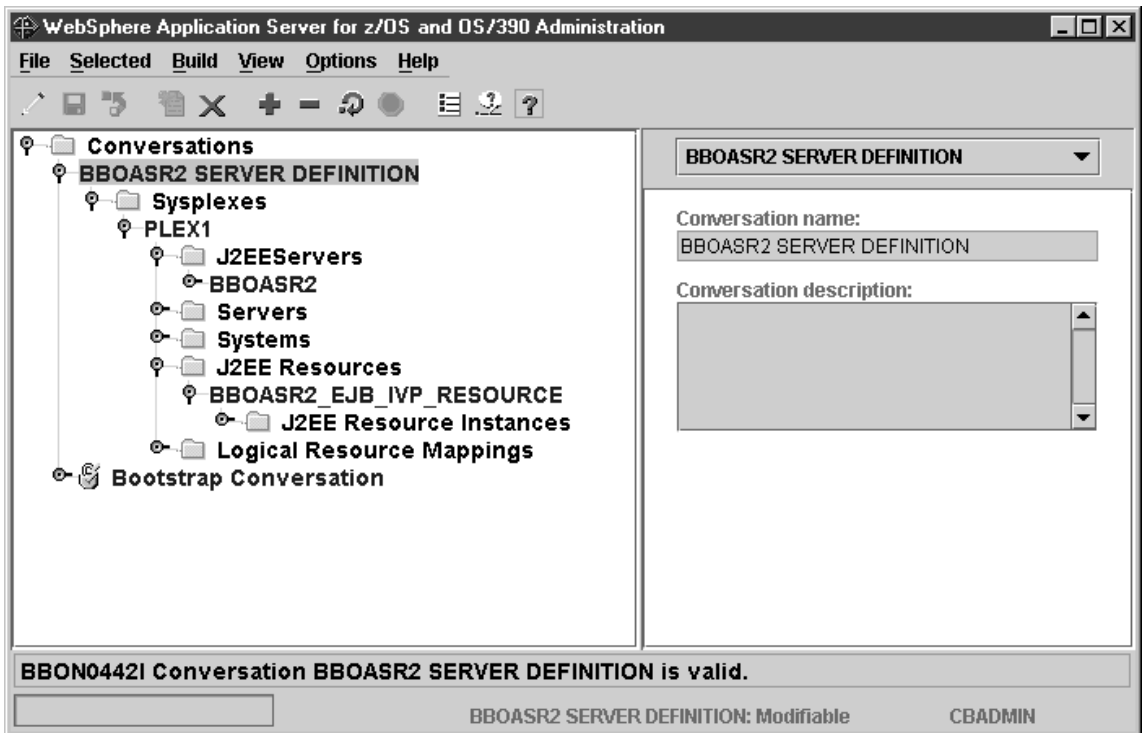 WebSphere Application Server for z/OS and OS/390 Administration
File Selected Build View Options Help
Conversations
BBOASR2 SERVER DEFINITION
Sysplexes
PLEX1
J2EEServers
BBOASR2
Servers
Systems
J2EE Resources
BBOASR2_EJB_IVP_RESOURCE
J2EE Resource Instances
Logical Resource Mappings
Bootstrap Conversation
BBOASR2 SERVER DEFINITION
Conversation name:
BBOASR2 SERVER DEFINITION
Conversation description:
BBON0442I Conversation BBOASR2 SERVER DEFINITION is valid.
BBOASR2 SERVER DEFINITION: Modifiable CBADMIN